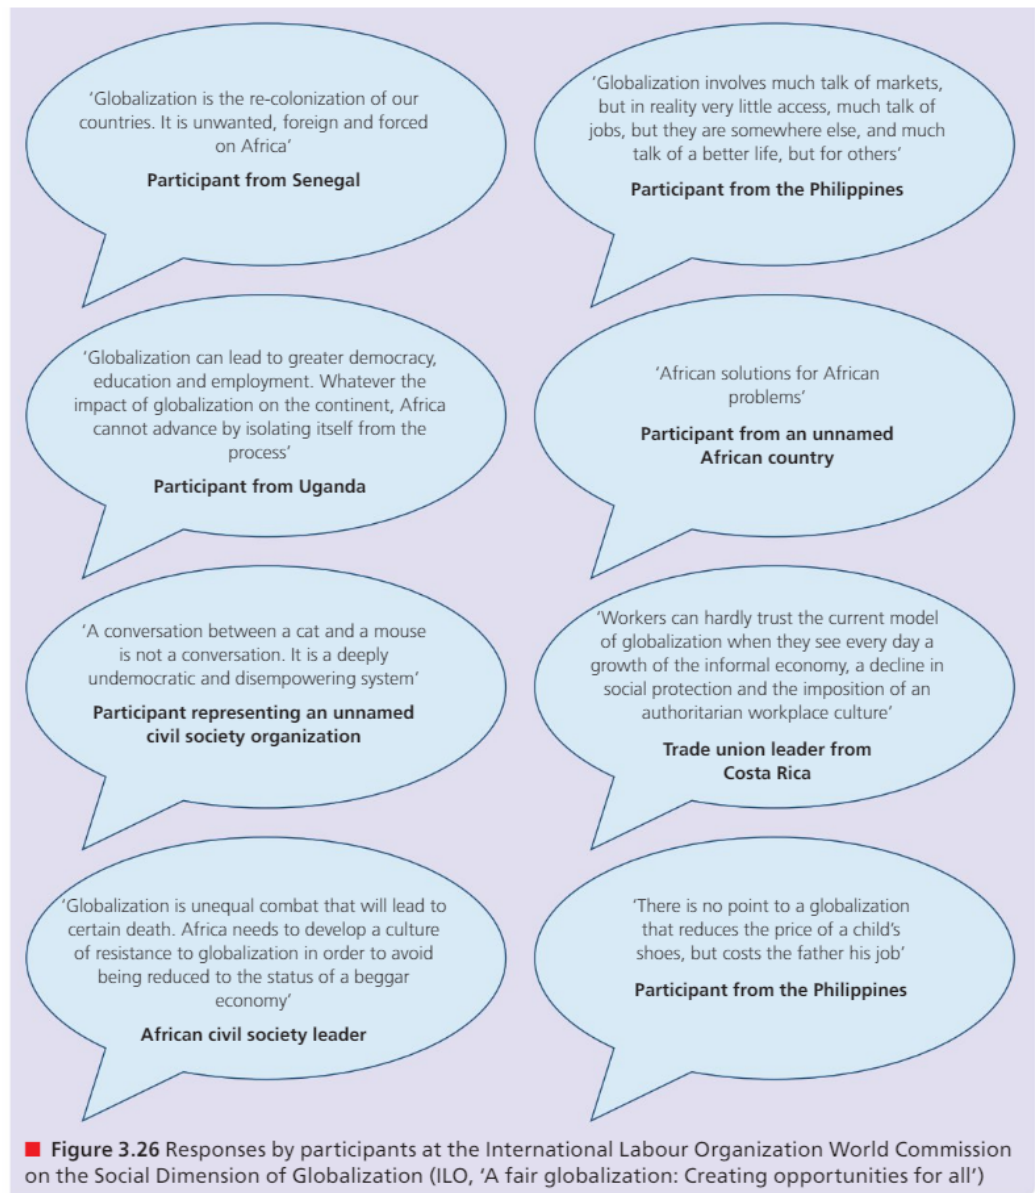 'Globalization is the re-colonization of our
countries. It is unwanted, foreign and forced
on Africa'
Participant from Senegal
'Globalization involves much talk of markets,
but in reality very little access, much talk of
jobs, but they are somewhere else, and much
talk of a better life, but for others'
Participant from the Philippines
'Globalization can lead to greater democracy,
education and employment. Whatever the
impact of globalization on the continent, Africa
cannot advance by isolating itself from the
process'
Participant from Uganda
'African solutions for African
problems'
Participant from an unnamed
African country
'A conversation between a cat and a mouse
is not a conversation. It is a deeply
undemocratic and disempowering system'
Participant representing an unnamed
civil society organization
'Workers can hardly trust the current model
of globalization when they see every day a
growth of the informal economy, a decline in
social protection and the imposition of an
authoritarian workplace culture'
Trade union leader from
Costa Rica
'Globalization is unequal combat that will lead to
certain death. Africa needs to develop a culture
of resistance to globalization in order to avoid
being reduced to the status of a beggar
economy'
African civil society leader
'There is no point to a globalization
that reduces the price of a child's
shoes, but costs the father his job'
Participant from the Philippines
■ Figure 3.26 Responses by participants at the International Labour Organization World Commission
on the Social Dimension of Globalization (ILO, 'A fair globalization: Creating opportunities for all')